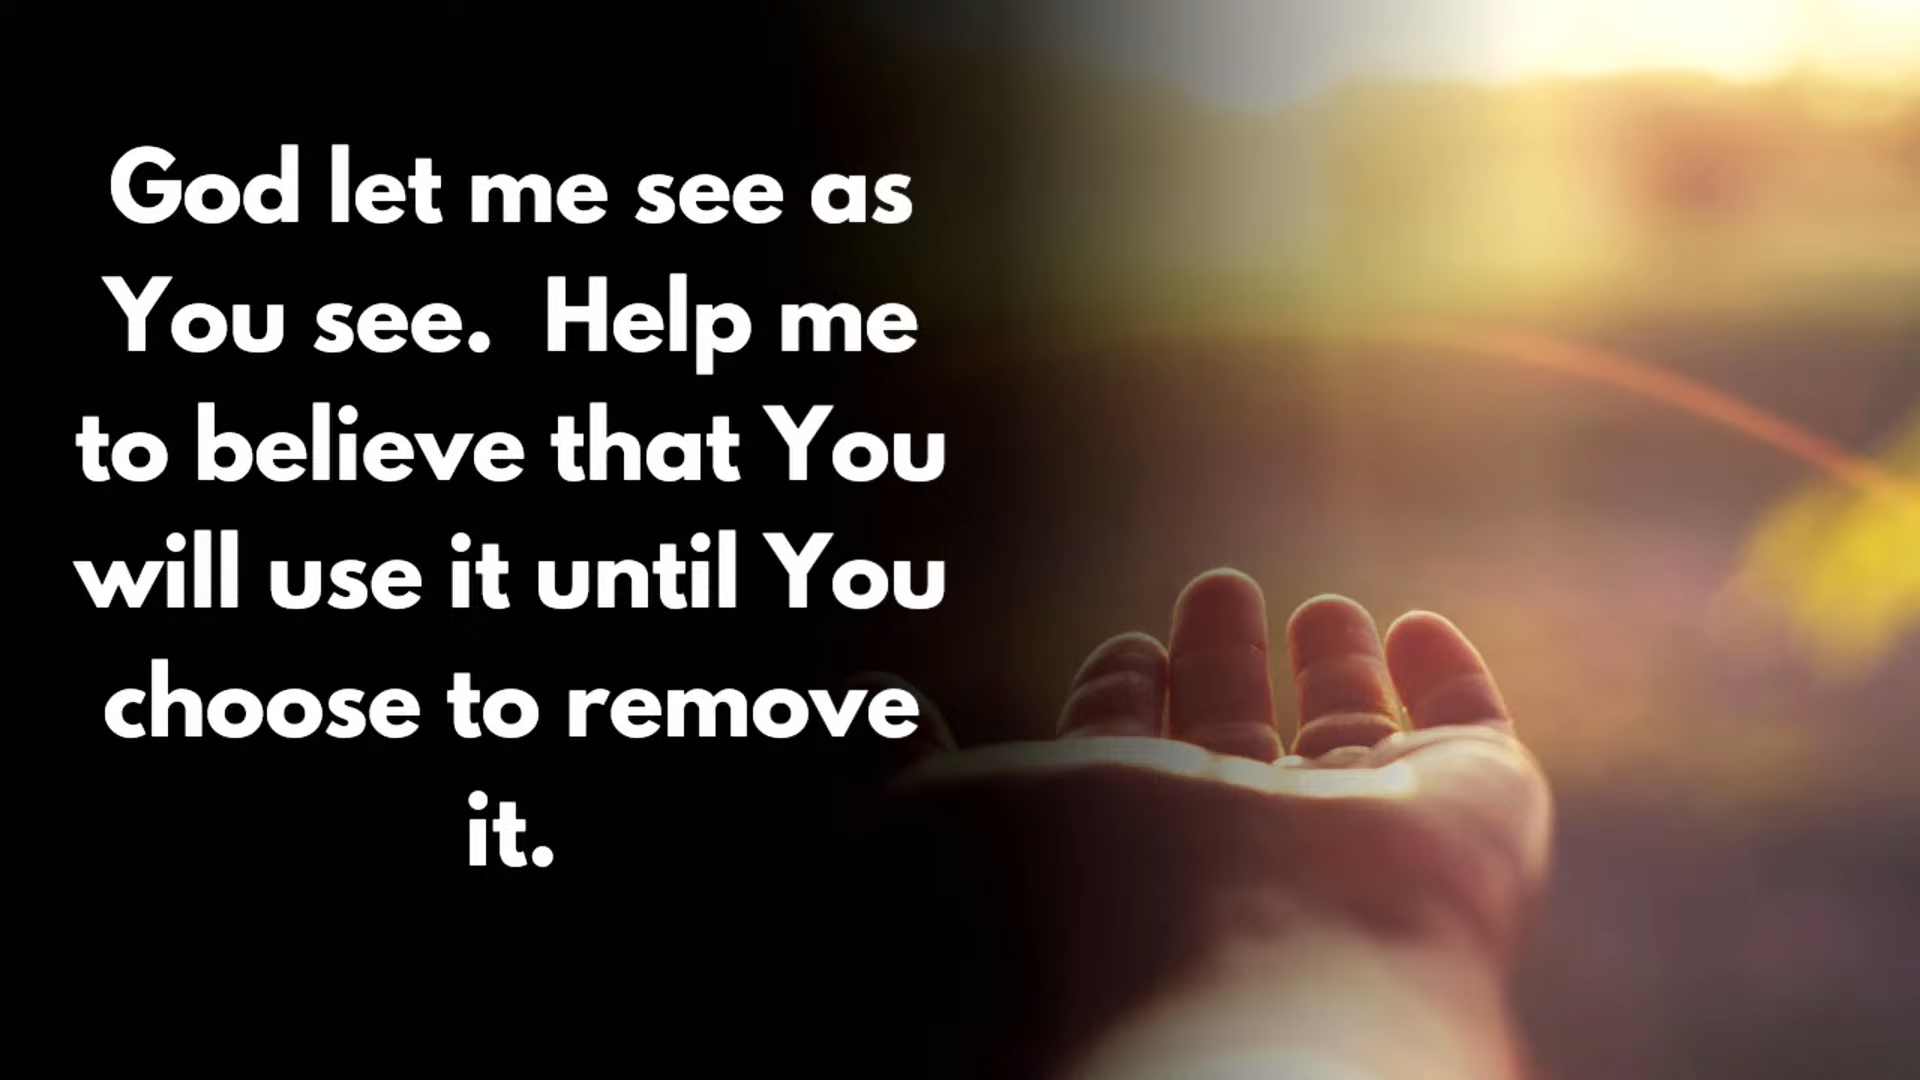 God let me see as
You see.  Help me
to believe that You
will use it until You
choose to remove
it.